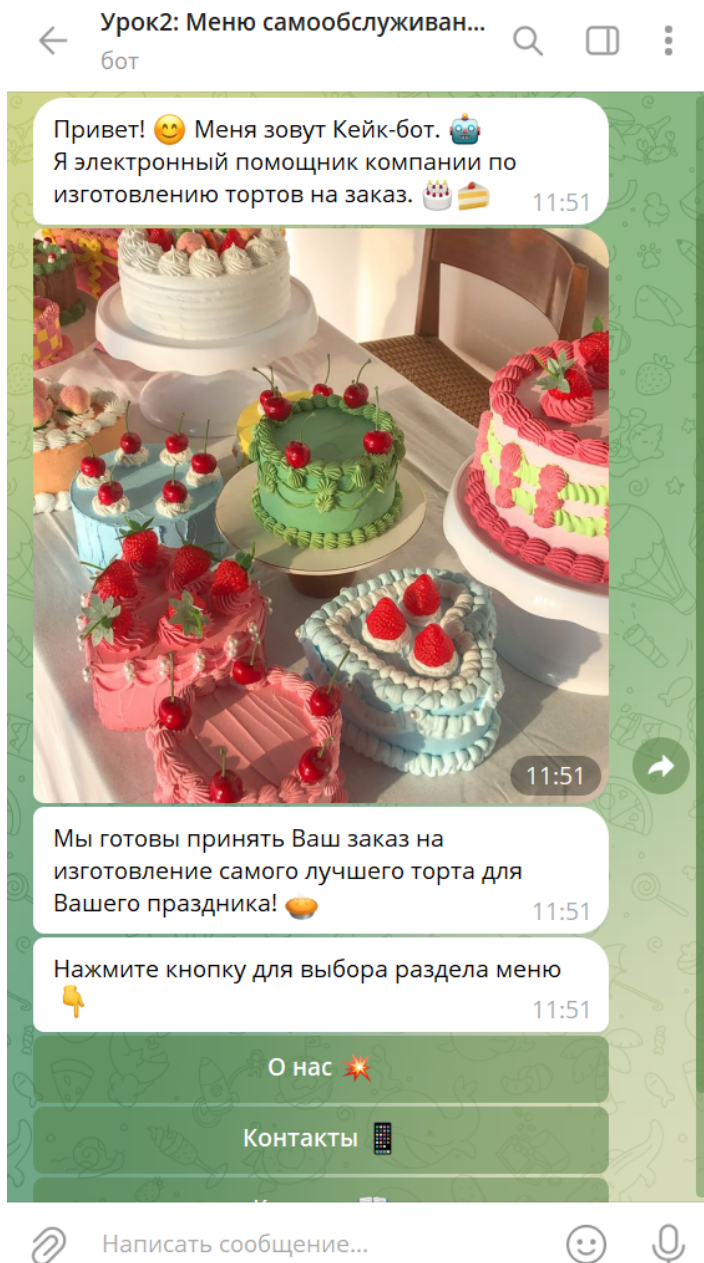 Урок2: Меню самообслуживан...
бот
Привет! 😊 Меня зовут Кейк-бот. 🤖
Я электронный помощник компании по
изготовлению тортов на заказ. 🎂🍰 11:51
11:51
Мы готовы принять Ваш заказ на
изготовление самого лучшего торта для
Вашего праздника! 🥧 11:51
Нажмите кнопку для выбора раздела меню
👇 11:51
О нас 💥
Контакты 📱
Написать сообщение...